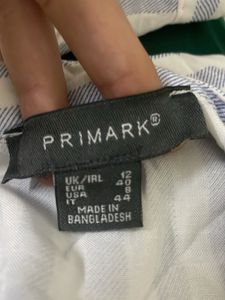 PRIMARK®
UK/IRL 12
EUR 40
USA 8
IT 44
MADE IN
BANGLADESH